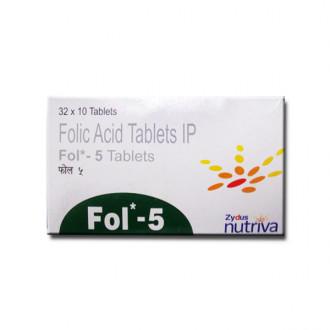 32 x 10 Tablets
Folic Acid Tablets IP
Fol*- 5 Tablets
फोल ५
Fol*-5
Zydus
nutriva